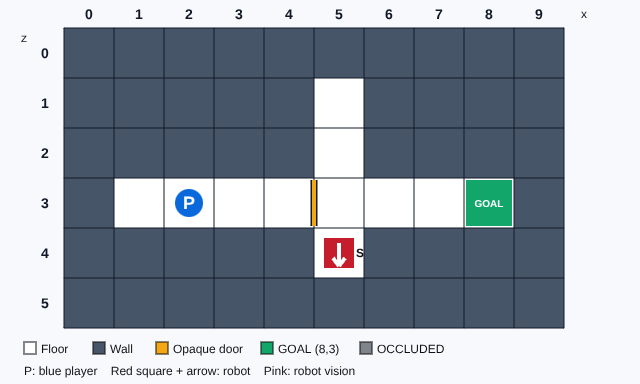 0 1 2 3 4 5 6 7 8 9 x
z
0
1
2
3 P GOAL
4 S
5
Floor Wall Opaque door GOAL (8,3) OCCLUDED
P: blue player Red square + arrow: robot Pink: robot vision